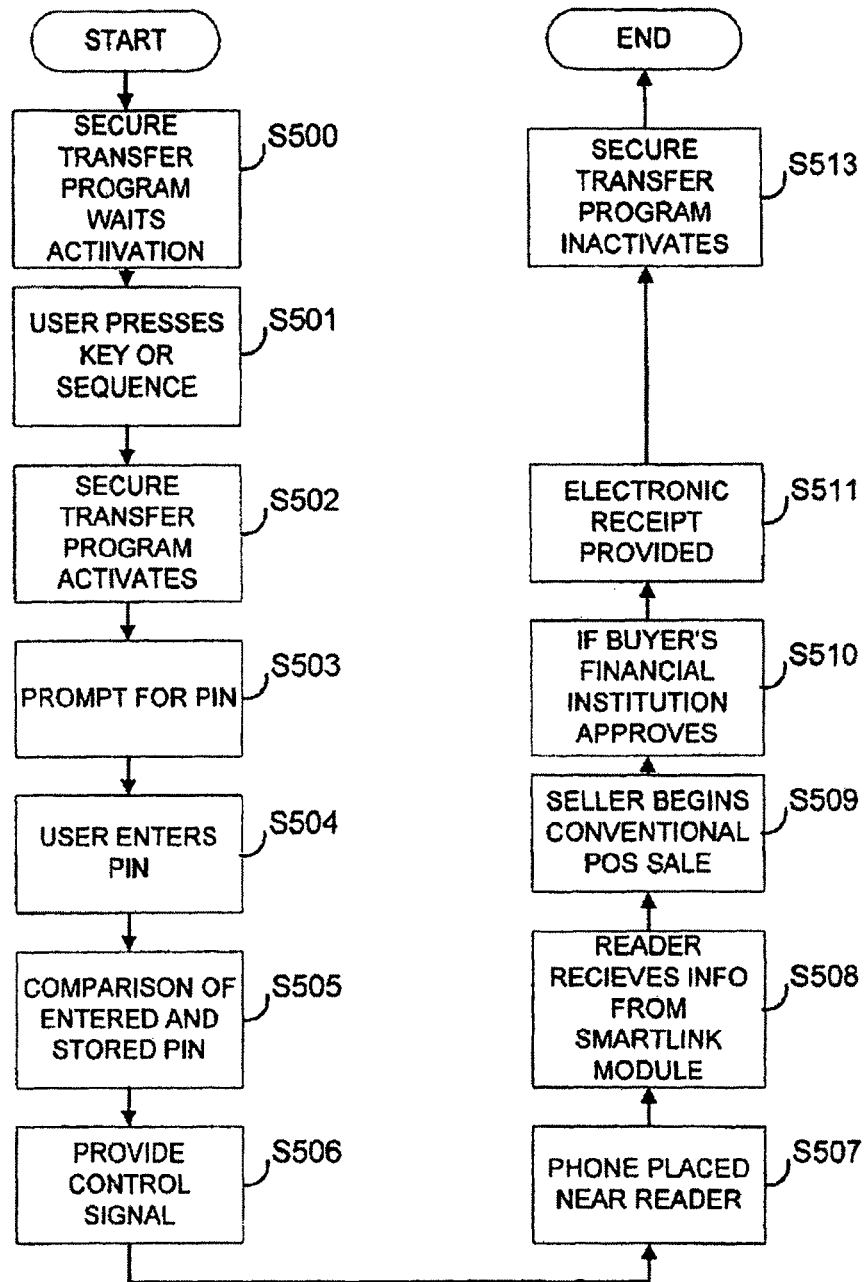 START
SECURE
TRANSFER
PROGRAM
WAITS
ACTIIVATION
S500
USER PRESSES
KEY OR
SEQUENCE
S501
SECURE
TRANSFER
PROGRAM
ACTIVATES
S502
PROMPT FOR PIN
S503
USER ENTERS
PIN
S504
COMPARISON OF
ENTERED AND
STORED PIN
S505
PROVIDE
CONTROL
SIGNAL
S506
PHONE PLACED
NEAR READER
S507
READER
RECIEVES INFO
FROM
SMARTLINK
MODULE
S508
SELLER BEGINS
CONVENTIONAL
POS SALE
S509
IF BUYER'S
FINANCIAL
INSTITUTION
APPROVES
S510
ELECTRONIC
RECEIPT
PROVIDED
S511
SECURE
TRANSFER
PROGRAM
INACTIVATES
S513
END